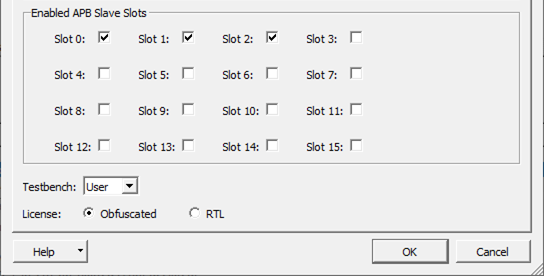 Enabled APB Slave Slots
Slot 0: Slot 1: Slot 2: Slot 3:
Slot 4: Slot 5: Slot 6: Slot 7:
Slot 8: Slot 9: Slot 10: Slot 11:
Slot 12: Slot 13: Slot 14: Slot 15:
Testbench: User
License: Obfuscated RTL
Help OK Cancel